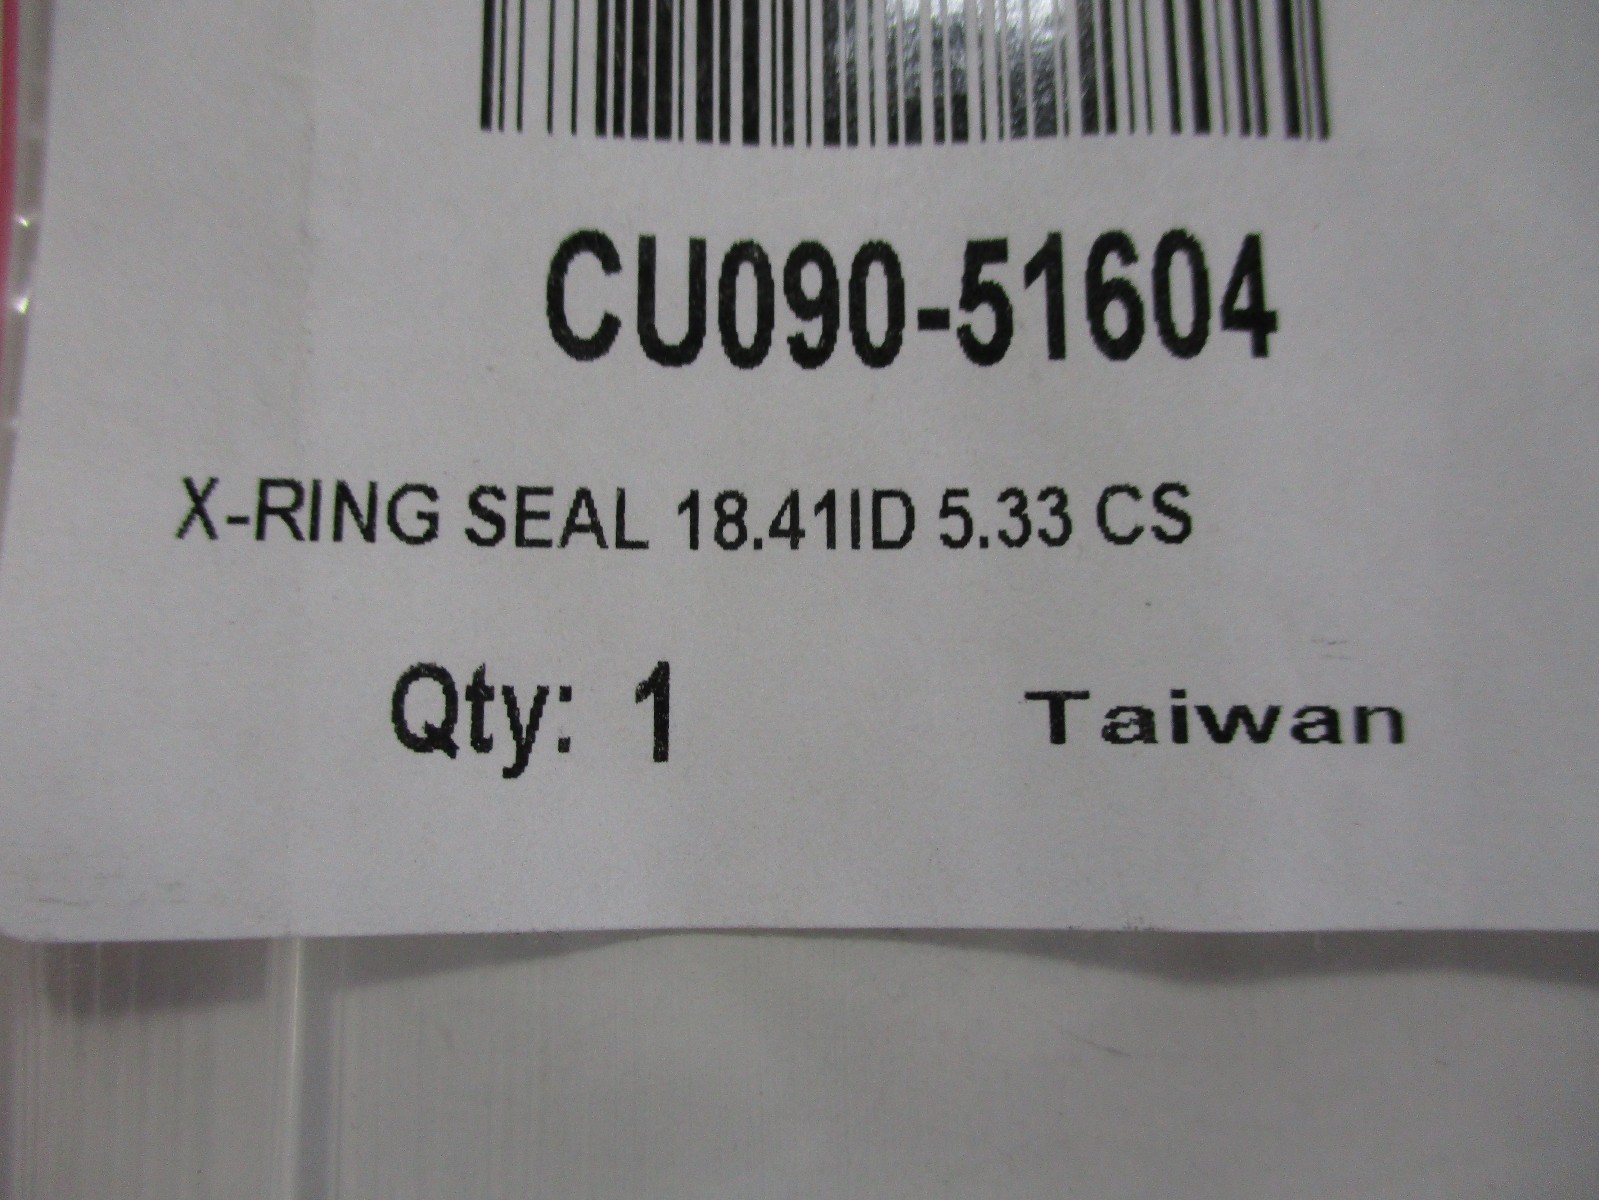 CU090-51604
X-RING SEAL 18.41ID 5.33 CS
Qty: 1 Taiwan